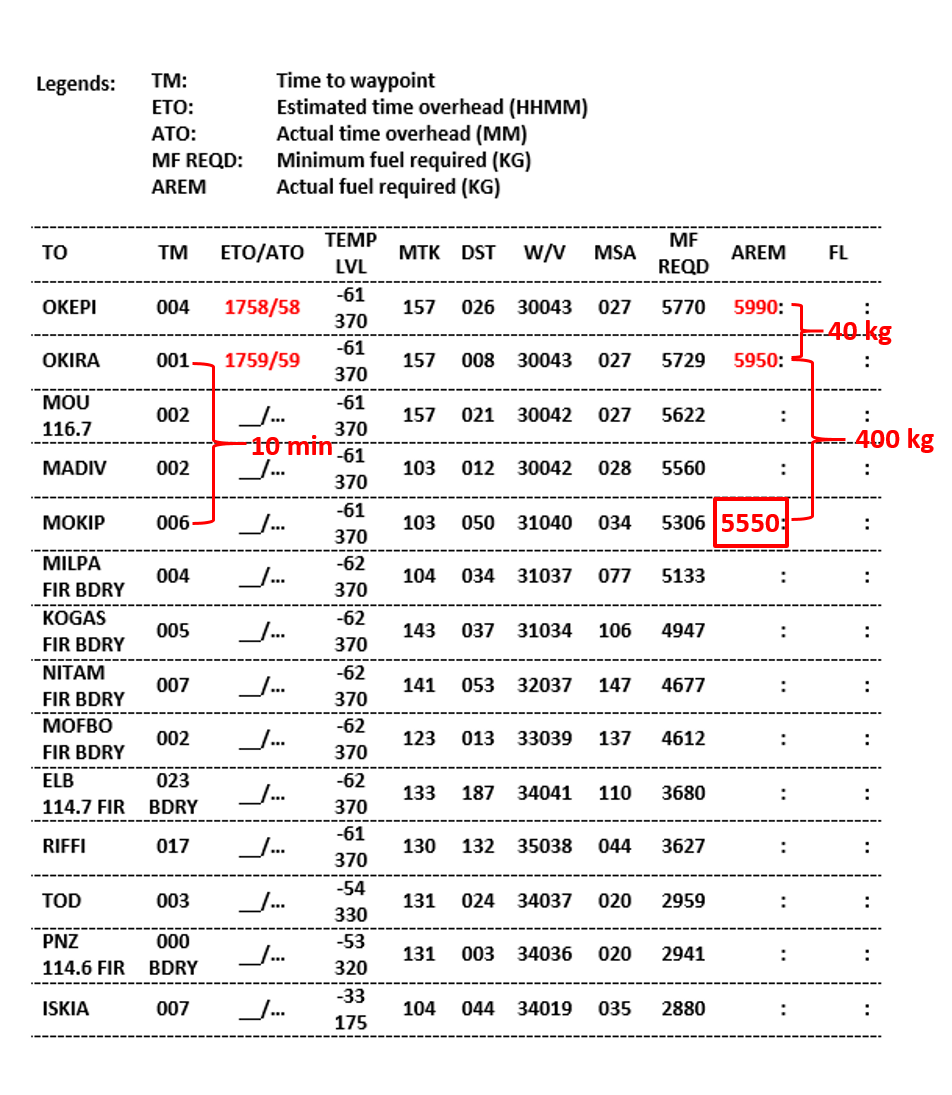 Legends: TM: Time to waypoint
ETO: Estimated time overhead (HHMM)
ATO: Actual time overhead (MM)
MF REQD: Minimum fuel required (KG)
AREM Actual fuel required (KG)
TO TM ETO/ATO TEMP LVL MTK DST W/V MSA MF REQD AREM FL
OKEPI 004 1758/58 -61 370 157 026 30043 027 5770 5990: :
40 kg
OKIRA 001 1759/59 -61 370 157 008 30043 027 5729 5950: :
MOU 116.7 002 __/... -61 370 157 021 30042 027 5622 : :
10 min
400 kg
MADIV 002 __/... -61 370 103 012 30042 028 5560 : :
MOKIP 006 __/... -61 370 103 050 31040 034 5306 5550: :
MILPA FIR BDRY 004 __/... -62 370 104 034 31037 077 5133 : :
KOGAS FIR BDRY 005 __/... -62 370 143 037 31034 106 4947 : :
NITAM FIR BDRY 007 __/... -62 370 141 053 32037 147 4677 : :
MOFBO FIR BDRY 002 __/... -62 370 123 013 33039 137 4612 : :
ELB 114.7 FIR 023 BDRY __/... -62 370 133 187 34041 110 3680 : :
RIFFI 017 __/... -61 370 130 132 35038 044 3627 : :
TOD 003 __/... -54 330 131 024 34037 020 2959 : :
PNZ 114.6 FIR 000 BDRY __/... -53 320 131 003 34036 020 2941 : :
ISKIA 007 __/... -33 175 104 044 34019 035 2880 : :